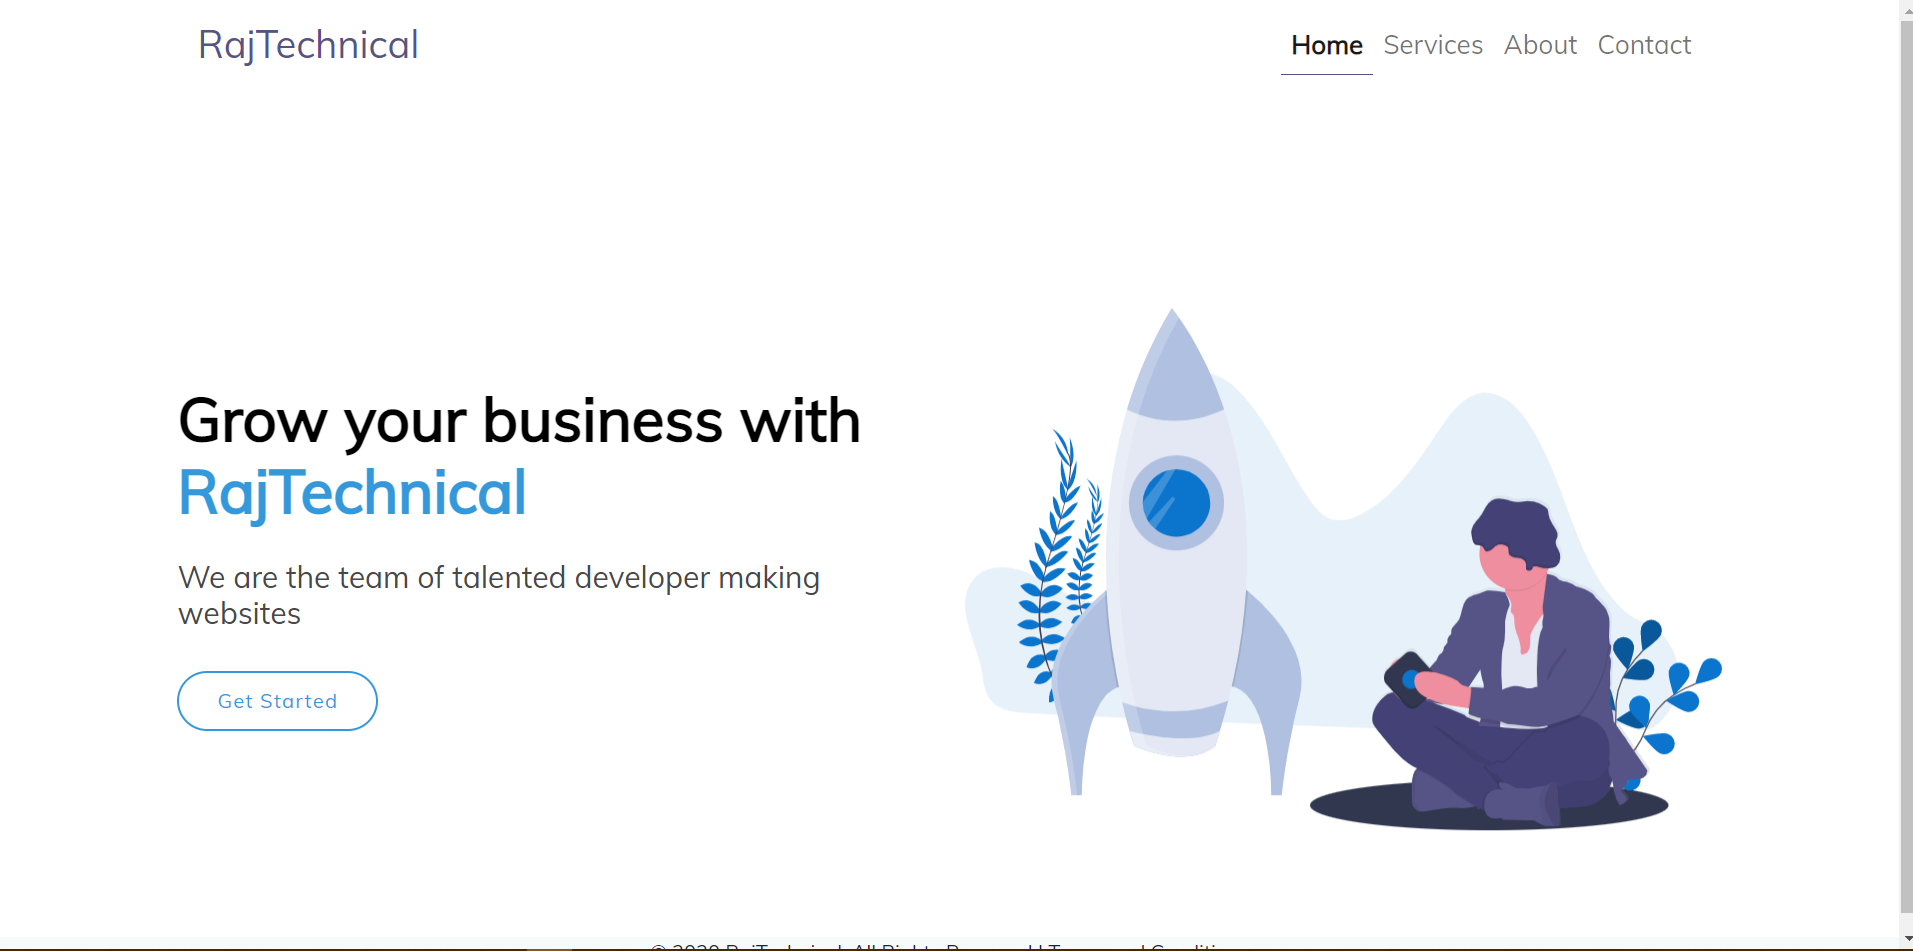 RajTechnical
Home Services About Contact
Grow your business with
RajTechnical
We are the team of talented developer making
websites
Get Started